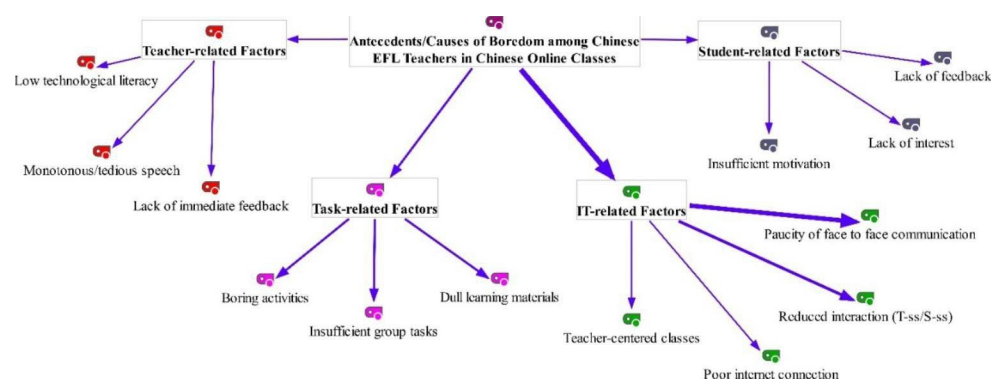 Antecedents/Causes of Boredom among Chinese
EFL Teachers in Chinese Online Classes
Teacher-related Factors
Low technological literacy
Monotonous/tedious speech
Lack of immediate feedback
Student-related Factors
Lack of feedback
Lack of interest
Insufficient motivation
Task-related Factors
Boring activities
Insufficient group tasks
Dull learning materials
IT-related Factors
Paucity of face to face communication
Reduced interaction (T-ss/S-ss)
Teacher-centered classes
Poor internet connection